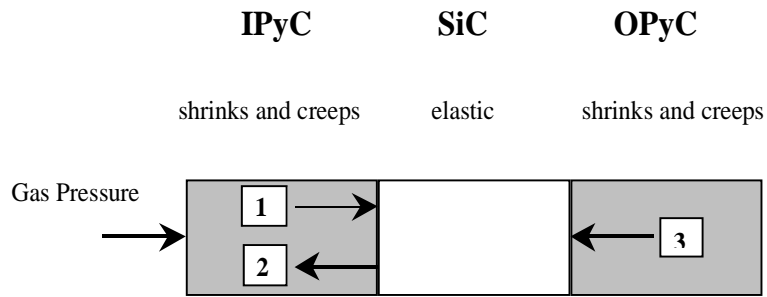 IPyC SiC OPyC
shrinks and creeps elastic shrinks and creeps
Gas Pressure
1
2
3